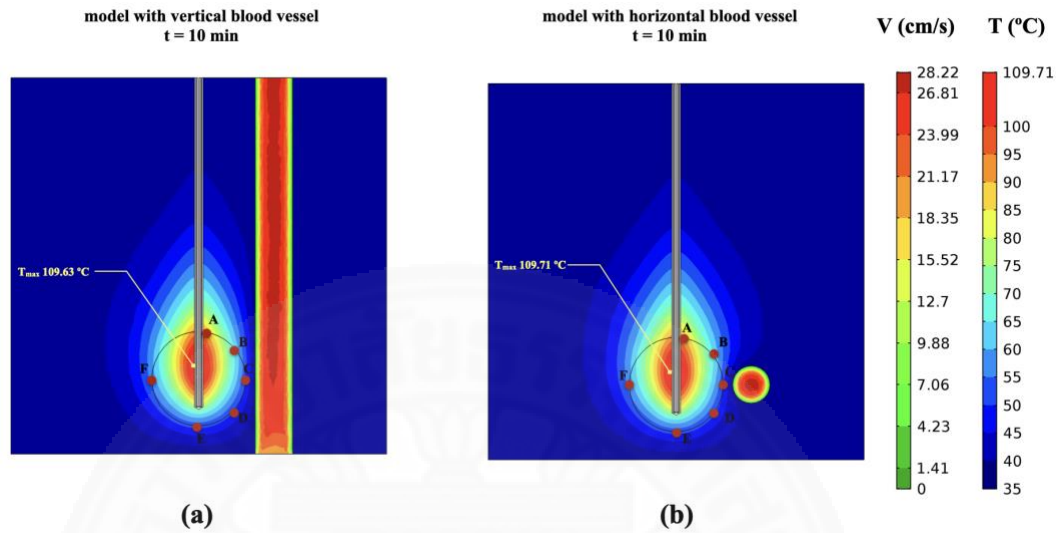 model with vertical blood vessel
t = 10 min
model with horizontal blood vessel
t = 10 min
V (cm/s)
T (ºC)
28.22
26.81
23.99
21.17
18.35
15.52
12.7
9.88
7.06
4.23
1.41
0
109.71
100
95
90
85
80
75
70
65
60
55
50
45
40
35
Tmax 109.63 ºC
A
B
C
D
E
F
Tmax 109.71 ºC
A
B
C
D
E
F
(a)
(b)